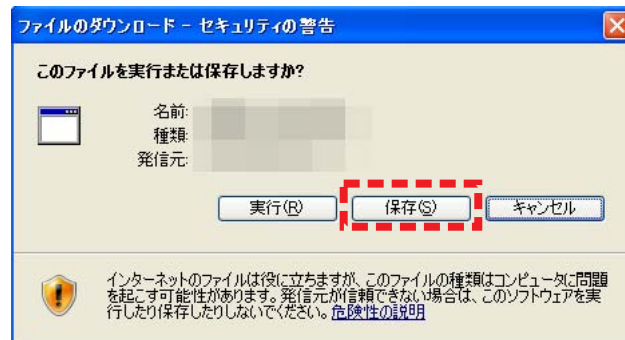 ファイルのダウンロード - セキュリティの警告
このファイルを実行または保存しますか?
名前:
種類:
発信元:
実行(R) 保存(S) キャンセル
インターネットのファイルは役に立ちますが、このファイルの種類はコンピュータに問題
を起こす可能性があります。発信元が信頼できない場合は、このソフトウェアを実
行したり保存したりしないでください。危険性の説明